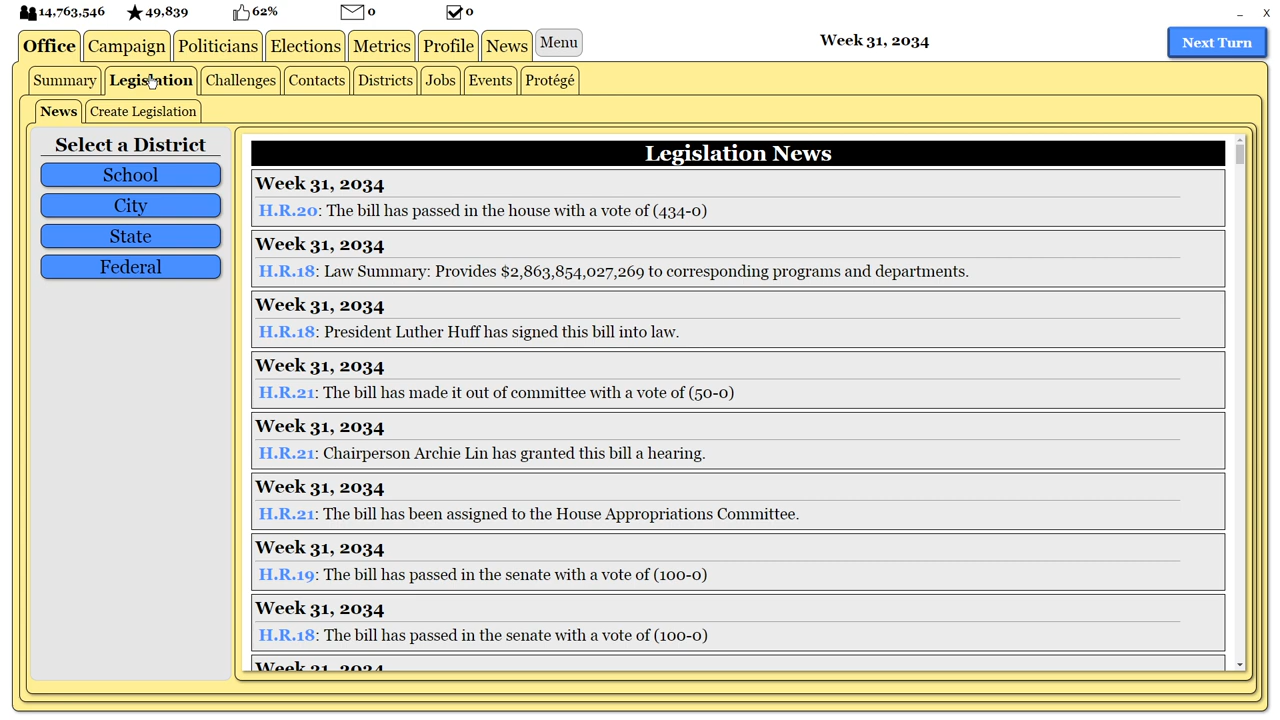 14,763,546 49,839 62% 0 0
Office Campaign Politicians Elections Metrics Profile News Menu Week 31, 2034 Next Turn
_ X
Summary Legislation Challenges Contacts Districts Jobs Events Protégé
News Create Legislation
Select a District
School
City
State
Federal
Legislation News
Week 31, 2034
H.R.20: The bill has passed in the house with a vote of (434-0)
Week 31, 2034
H.R.18: Law Summary: Provides $2,863,854,027,269 to corresponding programs and departments.
Week 31, 2034
H.R.18: President Luther Huff has signed this bill into law.
Week 31, 2034
H.R.21: The bill has made it out of committee with a vote of (50-0)
Week 31, 2034
H.R.21: Chairperson Archie Lin has granted this bill a hearing.
Week 31, 2034
H.R.21: The bill has been assigned to the House Appropriations Committee.
Week 31, 2034
H.R.19: The bill has passed in the senate with a vote of (100-0)
Week 31, 2034
H.R.18: The bill has passed in the senate with a vote of (100-0)
Week 31, 2034